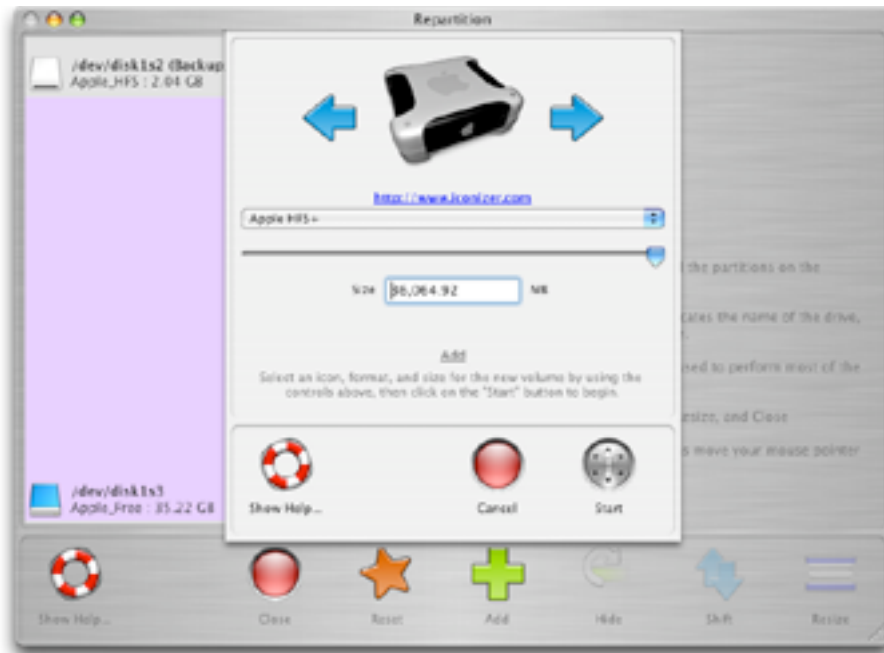 Repartition
/dev/disk1s2 (Backup
Apple_HFS : 2.04 GB
http://www.iconizer.com
Apple HFS+
Size 36,064.92 MB
the partitions on the
cates the name of the drive,
sed to perform most of the
esize, and Close
s move your mouse pointer
Add
Select an icon, format, and size for the new volume by using the
controls above, then click on the "Start" button to begin.
/dev/disk1s3
Apple_Free : 35.22 GB
Show Help... Cancel Start
Show Help... Close Reset Add Hide Shift Resize